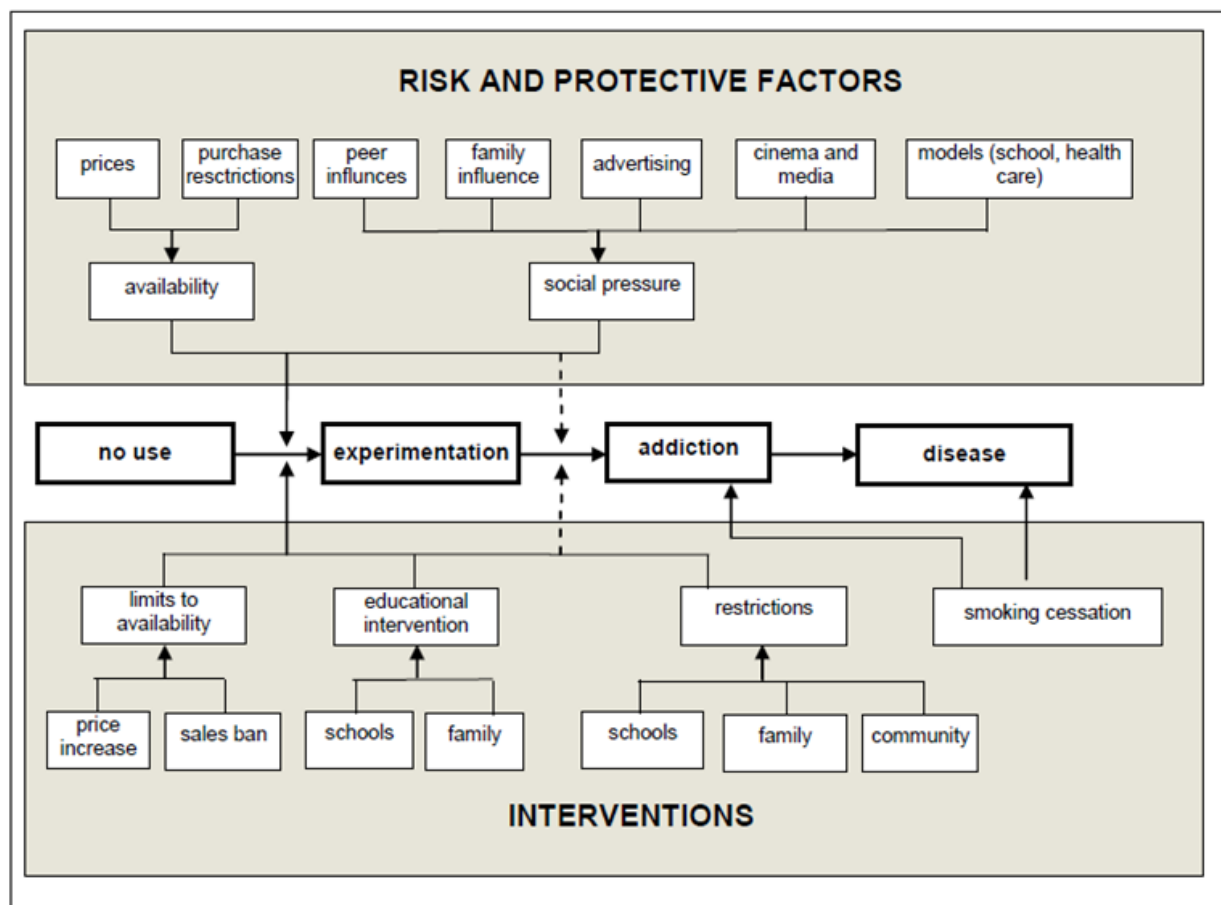 RISK AND PROTECTIVE FACTORS
prices
purchase
resctrictions
peer
influnces
family
influence
advertising
cinema and
media
models (school, health
care)
availability
social pressure
no use
experimentation
addiction
disease
limits to
availability
educational
intervention
restrictions
smoking cessation
price
increase
sales ban
schools
family
schools
family
community
INTERVENTIONS